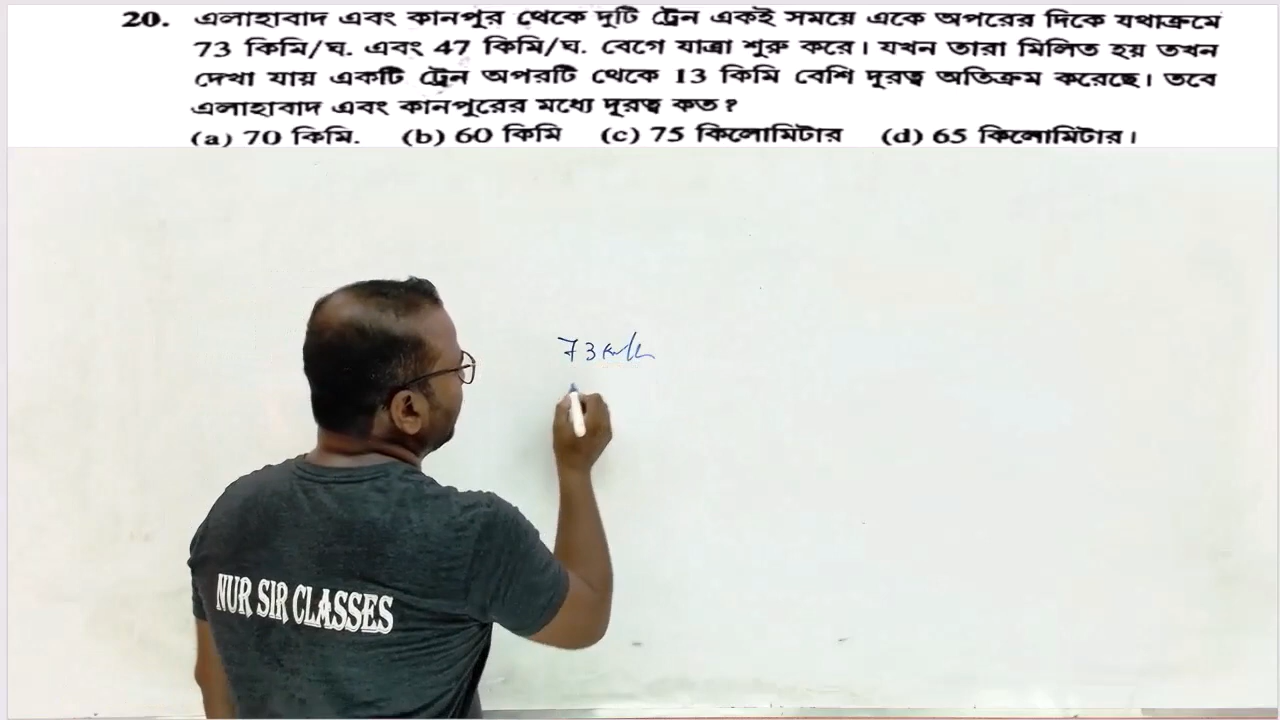 20. এলাহাবাদ এবং কানপুর থেকে দুটি ট্রেন একই সময়ে একে অপরের দিকে যথাক্রমে
73 কিমি/ঘ. এবং 47 কিমি/ঘ. বেগে যাত্রা শুরু করে। যখন তারা মিলিত হয় তখন
দেখা যায় একটি ট্রেন অপরটি থেকে 13 কিমি বেশি দূরত্ব অতিক্রম করেছে। তবে
এলাহাবাদ এবং কানপুরের মধ্যে দূরত্ব কত?
(a) 70 কিমি. (b) 60 কিমি (c) 75 কিলোমিটার (d) 65 কিলোমিটার।
73 km/h
NUR SIR CLASSES